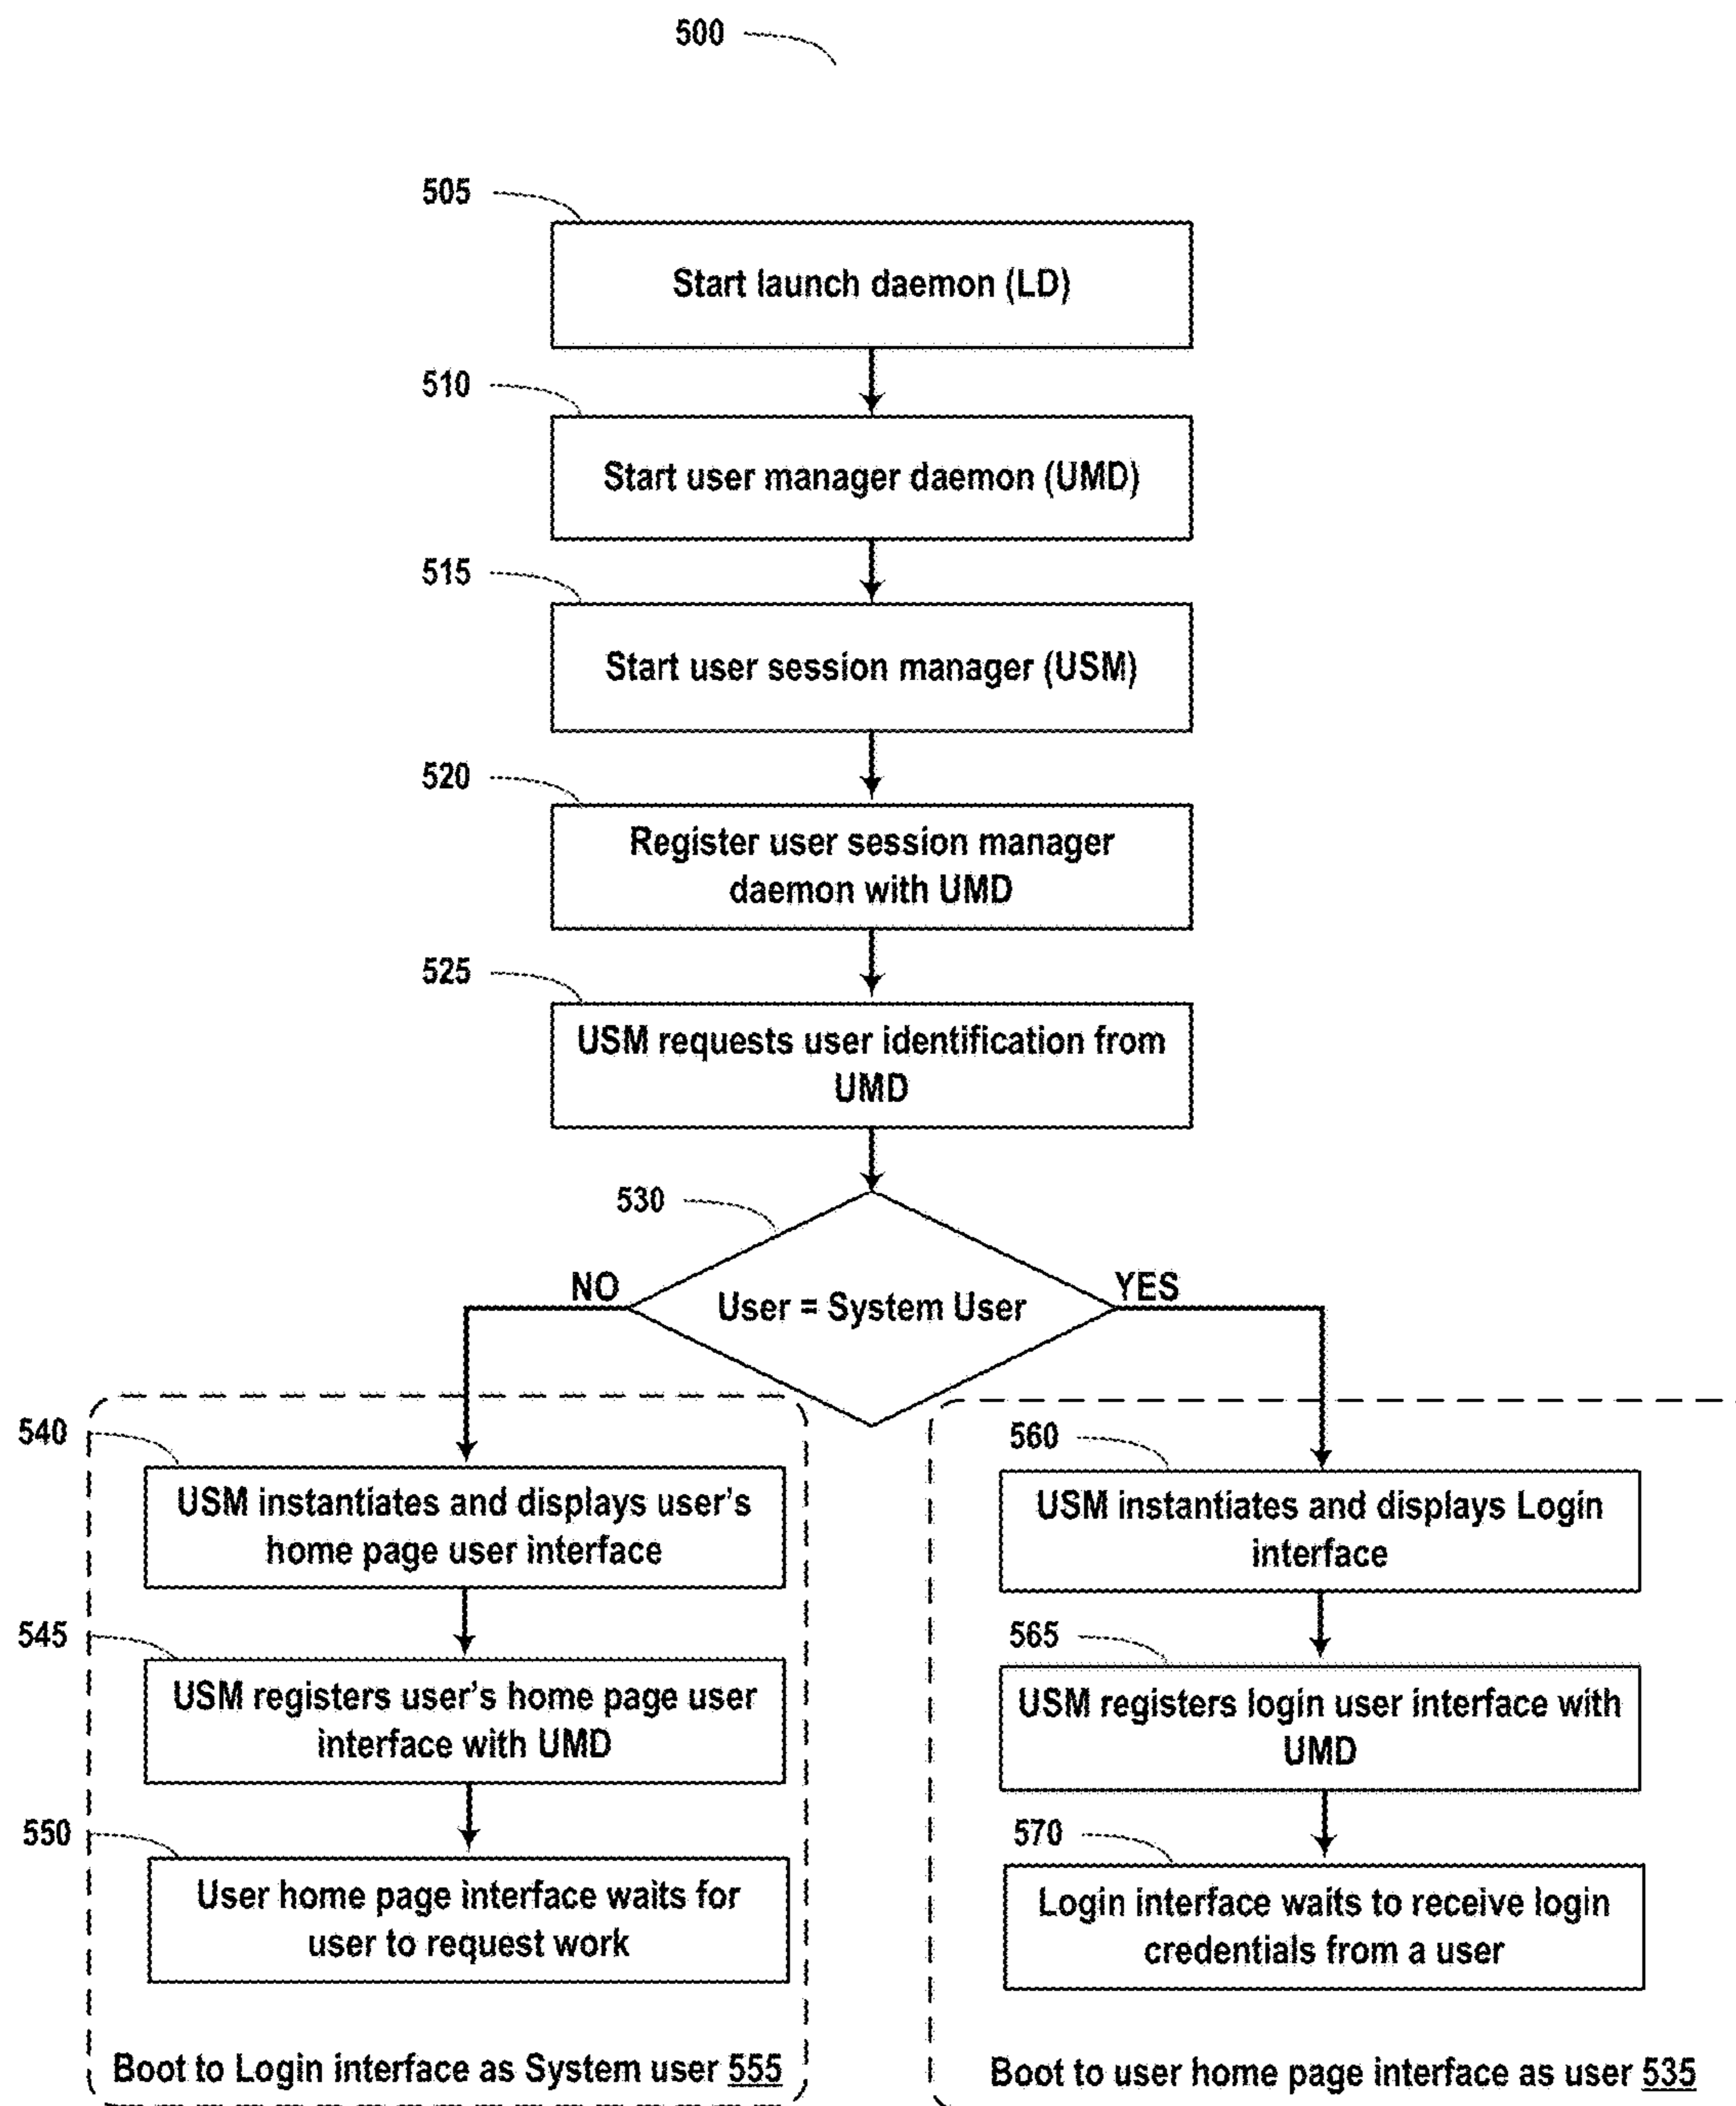 500
505
Start launch daemon (LD)
510
Start user manager daemon (UMD)
515
Start user session manager (USM)
520
Register user session manager
daemon with UMD
525
USM requests user identification from
UMD
530
NO
User = System User
YES
540
USM instantiates and displays user's
home page user interface
545
USM registers user's home page user
interface with UMD
550
User home page interface waits for
user to request work
Boot to Login interface as System user 555
560
USM instantiates and displays Login
interface
565
USM registers login user interface with
UMD
570
Login interface waits to receive login
credentials from a user
Boot to user home page interface as user 535